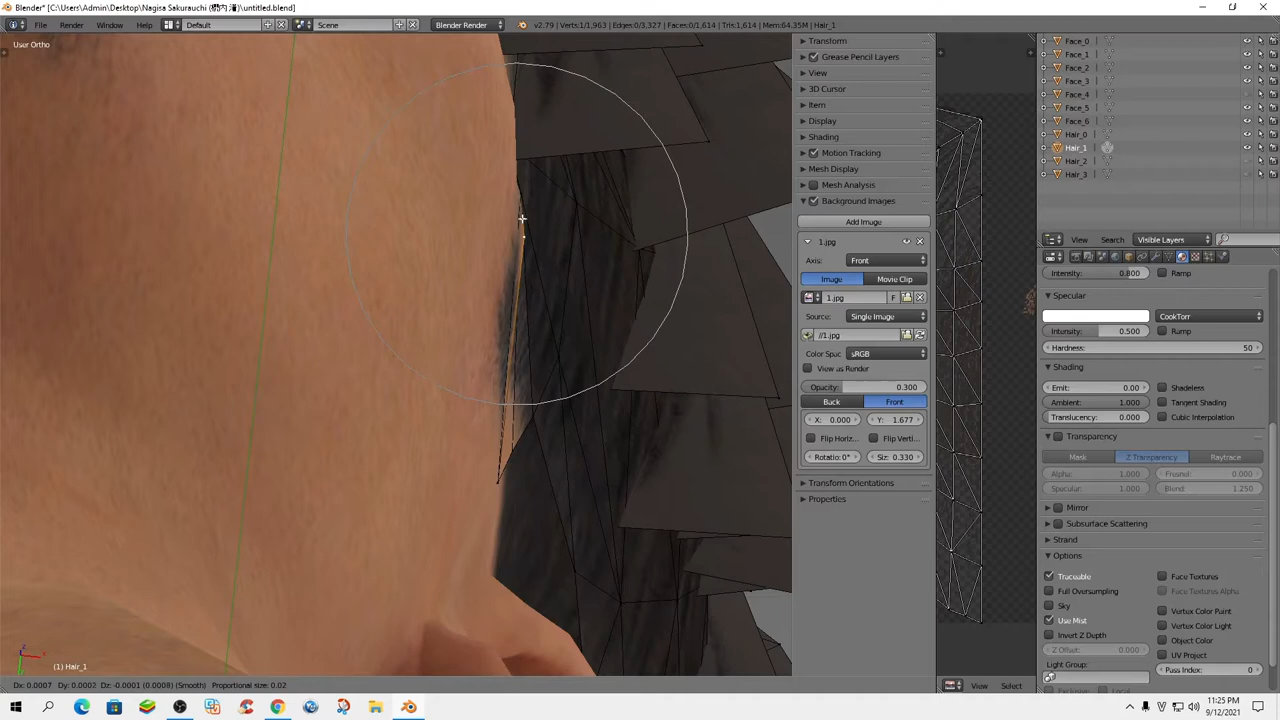 Blender* [C:\Users\Admin\Desktop\Nagisa Sakurauchi (樱内 渚)\untitled.blend]
File Render Window Help Default Scene Blender Render v2.79 | Verts:1/1,963 | Edges:0/3,327 | Faces:0/1,614 | Tris:1,614 | Mem:64.35M | Hair_1
User Ortho
Transform
Grease Pencil Layers
View
3D Cursor
Item
Display
Shading
Motion Tracking
Mesh Display
Mesh Analysis
Background Images
Add Image
1.jpg
Axis: Front
Image Movie Clip
1.jpg F
Source: Single Image
//1.jpg
Color Spac sRGB
View as Render
Opacity: 0.300
Back Front
X: 0.000 Y: 1.677
Flip Horiz... Flip Verti...
Rotatio: 0° Siz: 0.330
Transform Orientations
Properties
Face_0
Face_1
Face_2
Face_3
Face_4
Face_5
Face_6
Hair_0
Hair_1
Hair_2
Hair_3
View Search Visible Layers
Intensity: 0.800 Ramp
Specular
CookTorr
Intensity: 0.500 Ramp
Hardness: 50
Shading
Emit: 0.00 Shadeless
Ambient: 1.000 Tangent Shading
Translucency: 0.000 Cubic Interpolation
Transparency
Mask Z Transparency Raytrace
Alpha: 1.000 Fresnel: 0.000
Specular: 1.000 Blend: 1.250
Mirror
Subsurface Scattering
Strand
Options
Traceable Face Textures
Full Oversampling Face Textures Alpha
Sky Vertex Color Paint
Use Mist Vertex Color Light
Invert Z Depth Object Color
Z Offset: 0.000 UV Project
Light Group: Pass Index: 0
Exclusive Local
(1) Hair_1
Dx: 0.0007 Dy: 0.0002 Dz: -0.0001 (0.0008) (Smooth) Proportional size: 0.02
View Select
V 11:25 PM
9/12/2021